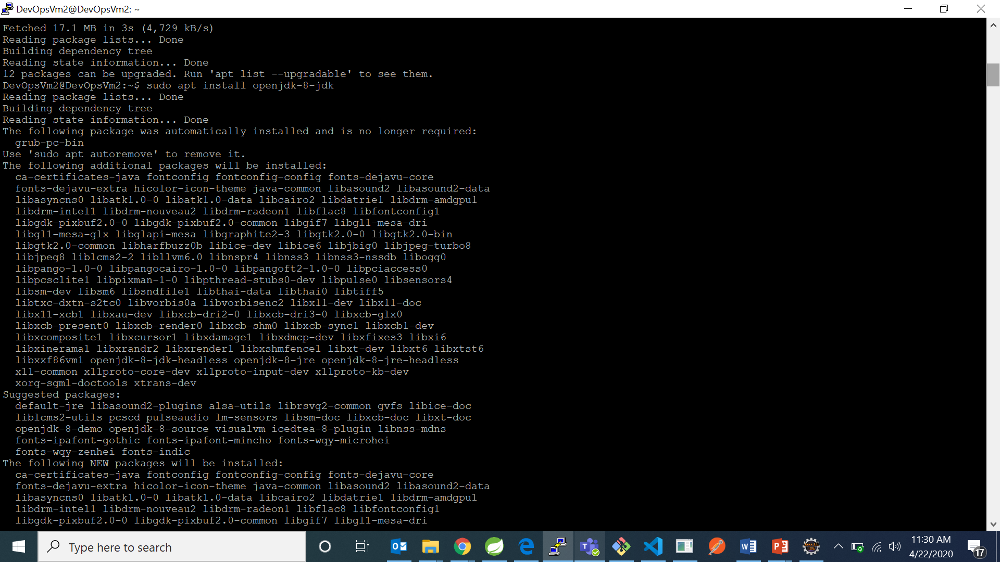 DevOpsVm2@DevOpsVm2: ~
Fetched 17.1 MB in 3s (4,729 kB/s)
Reading package lists... Done
Building dependency tree
Reading state information... Done
12 packages can be upgraded. Run 'apt list --upgradable' to see them.
DevOpsVm2@DevOpsVm2:~$ sudo apt install openjdk-8-jdk
Reading package lists... Done
Building dependency tree
Reading state information... Done
The following package was automatically installed and is no longer required:
  grub-pc-bin
Use 'sudo apt autoremove' to remove it.
The following additional packages will be installed:
  ca-certificates-java fontconfig fontconfig-config fonts-dejavu-core
  fonts-dejavu-extra hicolor-icon-theme java-common libasound2 libasound2-data
  libasyncns0 libatk1.0-0 libatk1.0-data libcairo2 libdatrie1 libdrm-amdgpu1
  libdrm-intel1 libdrm-nouveau2 libdrm-radeon1 libflac8 libfontconfig1
  libgdk-pixbuf2.0-0 libgdk-pixbuf2.0-common libgif7 libgl1-mesa-dri
  libgl1-mesa-glx libglapi-mesa libgraphite2-3 libgtk2.0-0 libgtk2.0-bin
  libgtk2.0-common libharfbuzz0b libice-dev libice6 libjbig0 libjpeg-turbo8
  libjpeg8 liblcms2-2 libllvm6.0 libnspr4 libnss3 libnss3-nssdb libogg0
  libpango-1.0-0 libpangocairo-1.0-0 libpangoft2-1.0-0 libpciaccess0
  libpcsclite1 libpixman-1-0 libpthread-stubs0-dev libpulse0 libsensors4
  libsm-dev libsm6 libsndfile1 libthai-data libthai0 libtiff5
  libtxc-dxtn-s2tc0 libvorbis0a libvorbisenc2 libx11-dev libx11-doc
  libx11-xcb1 libxau-dev libxcb-dri2-0 libxcb-dri3-0 libxcb-glx0
  libxcb-present0 libxcb-render0 libxcb-shm0 libxcb-sync1 libxcb1-dev
  libxcomposite1 libxcursor1 libxdamage1 libxdmcp-dev libxfixes3 libxi6
  libxinerama1 libxrandr2 libxrender1 libxshmfence1 libxt-dev libxt6 libxtst6
  libxxf86vm1 openjdk-8-jdk-headless openjdk-8-jre openjdk-8-jre-headless
  x11-common x11proto-core-dev x11proto-input-dev x11proto-kb-dev
  xorg-sgml-doctools xtrans-dev
Suggested packages:
  default-jre libasound2-plugins alsa-utils librsvg2-common gvfs libice-doc
  liblcms2-utils pcscd pulseaudio lm-sensors libsm-doc libxcb-doc libxt-doc
  openjdk-8-demo openjdk-8-source visualvm icedtea-8-plugin libnss-mdns
  fonts-ipafont-gothic fonts-ipafont-mincho fonts-wqy-microhei
  fonts-wqy-zenhei fonts-indic
The following NEW packages will be installed:
  ca-certificates-java fontconfig fontconfig-config fonts-dejavu-core
  fonts-dejavu-extra hicolor-icon-theme java-common libasound2 libasound2-data
  libasyncns0 libatk1.0-0 libatk1.0-data libcairo2 libdatrie1 libdrm-amdgpu1
  libdrm-intel1 libdrm-nouveau2 libdrm-radeon1 libflac8 libfontconfig1
  libgdk-pixbuf2.0-0 libgdk-pixbuf2.0-common libgif7 libgl1-mesa-dri
Type here to search
11:30 AM
4/22/2020
17